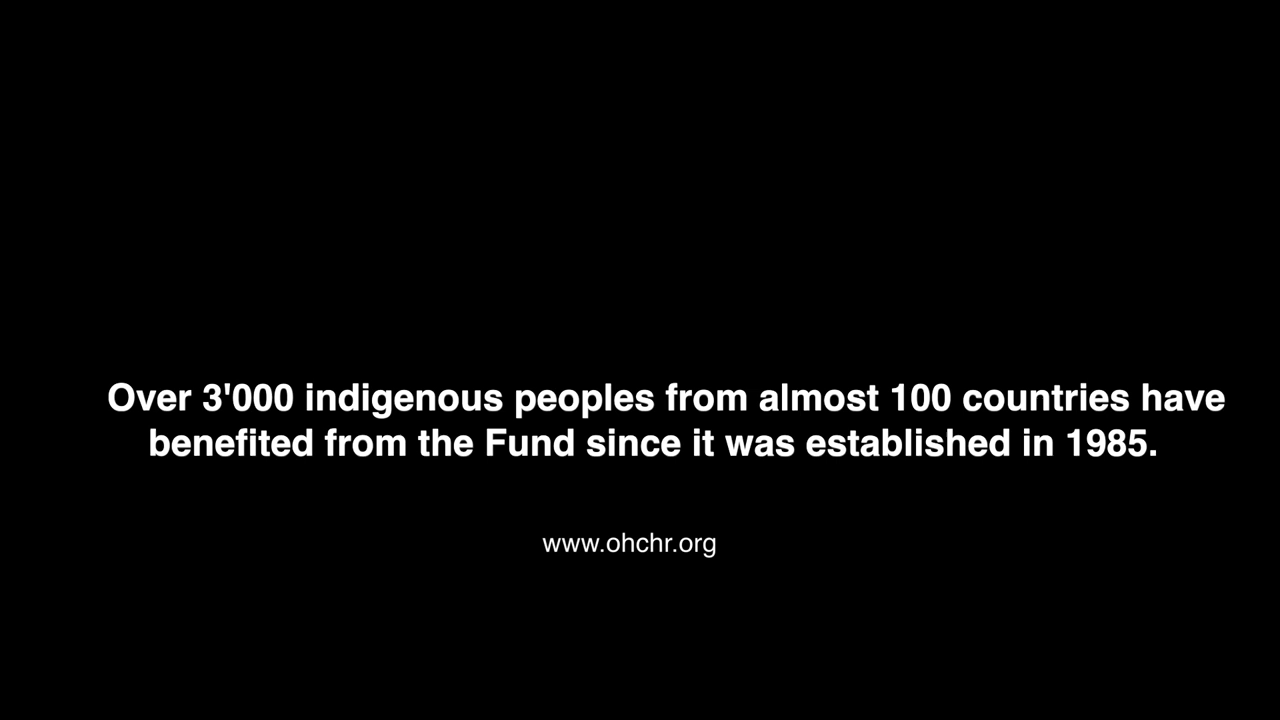 Over 3'000 indigenous peoples from almost 100 countries have
benefited from the Fund since it was established in 1985.
www.ohchr.org